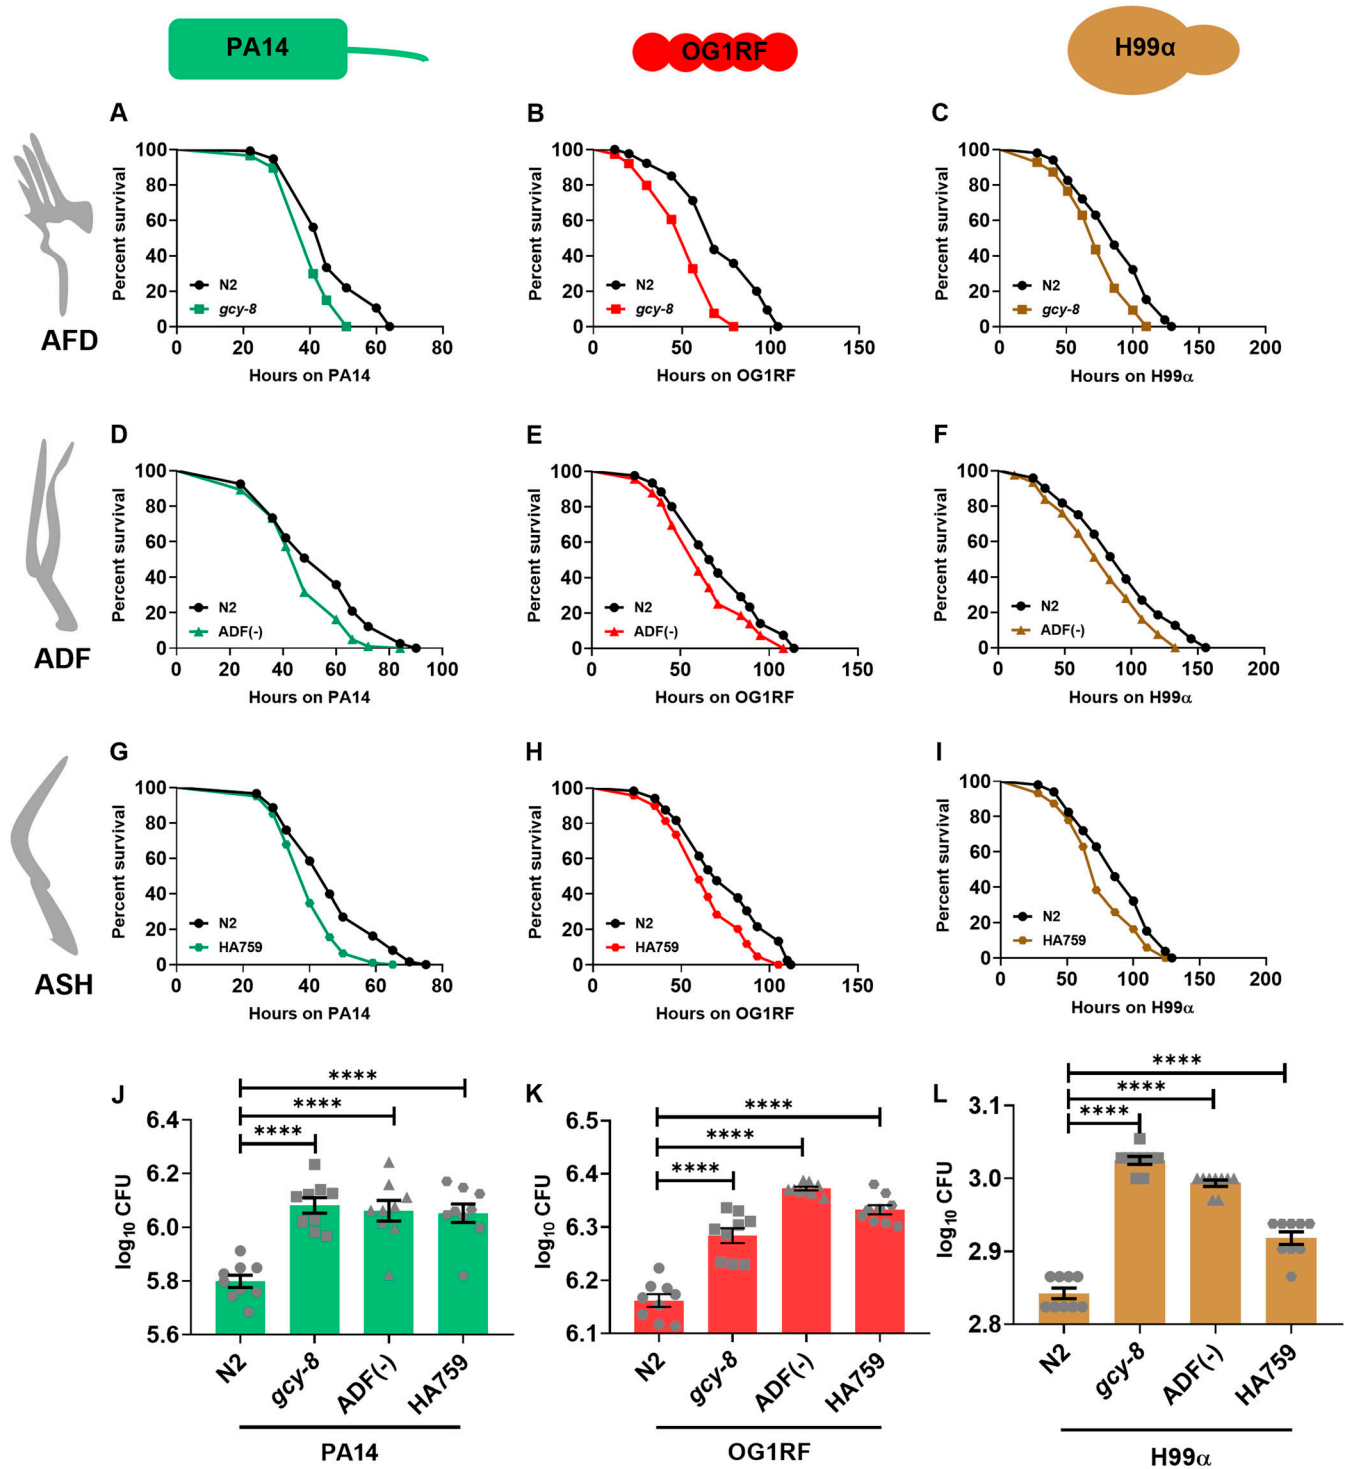 PA14
OG1RF
H99α
A
100
80
60
40
20
0
Percent survival
N2
gcy-8
0 20 40 60 80
Hours on PA14
B
100
80
60
40
20
0
Percent survival
N2
gcy-8
0 50 100 150
Hours on OG1RF
C
100
80
60
40
20
0
Percent survival
N2
gcy-8
0 50 100 150 200
Hours on H99α
AFD
D
100
80
60
40
20
0
Percent survival
N2
ADF(-)
0 20 40 60 80 100
Hours on PA14
E
100
80
60
40
20
0
Percent survival
N2
ADF(-)
0 50 100 150
Hours on OG1RF
F
100
80
60
40
20
0
Percent survival
N2
ADF(-)
0 50 100 150 200
Hours on H99α
ADF
G
100
80
60
40
20
0
Percent survival
N2
HA759
0 20 40 60 80
Hours on PA14
H
100
80
60
40
20
0
Percent survival
N2
HA759
0 50 100 150
Hours on OG1RF
I
100
80
60
40
20
0
Percent survival
N2
HA759
0 50 100 150 200
Hours on H99α
ASH
J
****
****
****
6.4
6.2
6.0
5.8
5.6
log10 CFU
N2
gcy-8
ADF(-)
HA759
PA14
K
****
****
****
6.5
6.4
6.3
6.2
6.1
log10 CFU
N2
gcy-8
ADF(-)
HA759
OG1RF
L
****
****
****
3.1
3.0
2.9
2.8
log10 CFU
N2
gcy-8
ADF(-)
HA759
H99α